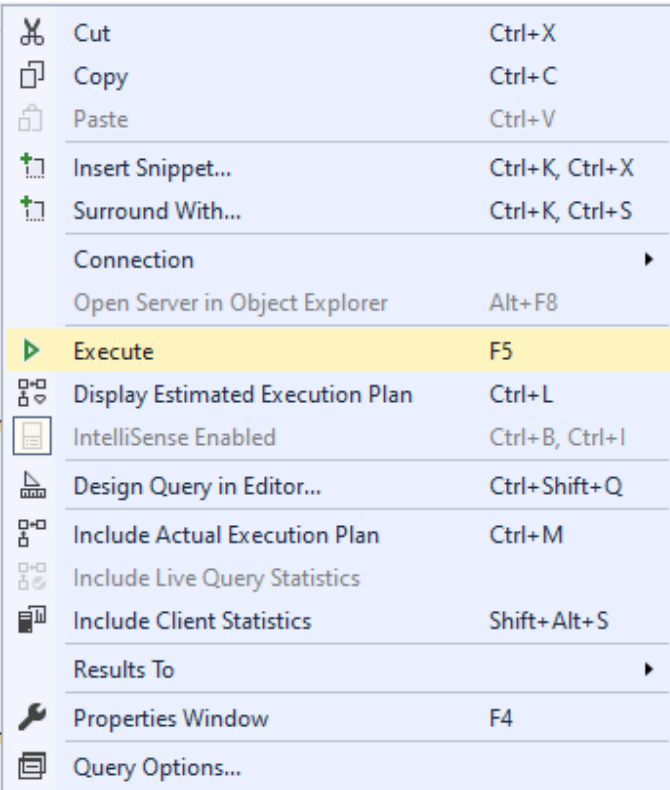 Cut Ctrl+X
Copy Ctrl+C
Paste Ctrl+V
Insert Snippet... Ctrl+K, Ctrl+X
Surround With... Ctrl+K, Ctrl+S
Connection
Open Server in Object Explorer Alt+F8
Execute F5
Display Estimated Execution Plan Ctrl+L
IntelliSense Enabled Ctrl+B, Ctrl+I
Design Query in Editor... Ctrl+Shift+Q
Include Actual Execution Plan Ctrl+M
Include Live Query Statistics
Include Client Statistics Shift+Alt+S
Results To
Properties Window F4
Query Options...